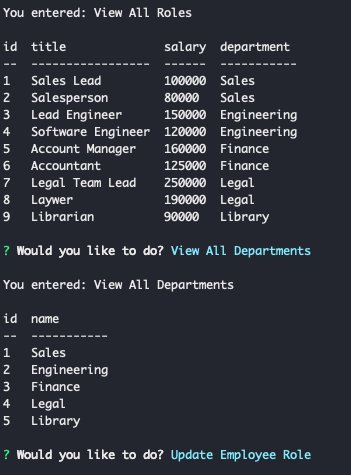 You entered: View All Roles
id  title              salary  department
--  -----------------  ------  -----------
1   Sales Lead         100000  Sales
2   Salesperson        80000   Sales
3   Lead Engineer      150000  Engineering
4   Software Engineer  120000  Engineering
5   Account Manager    160000  Finance
6   Accountant         125000  Finance
7   Legal Team Lead    250000  Legal
8   Laywer             190000  Legal
9   Librarian          90000   Library
? Would you like to do? View All Departments
You entered: View All Departments
id  name
--  -----------
1   Sales
2   Engineering
3   Finance
4   Legal
5   Library
? Would you like to do? Update Employee Role